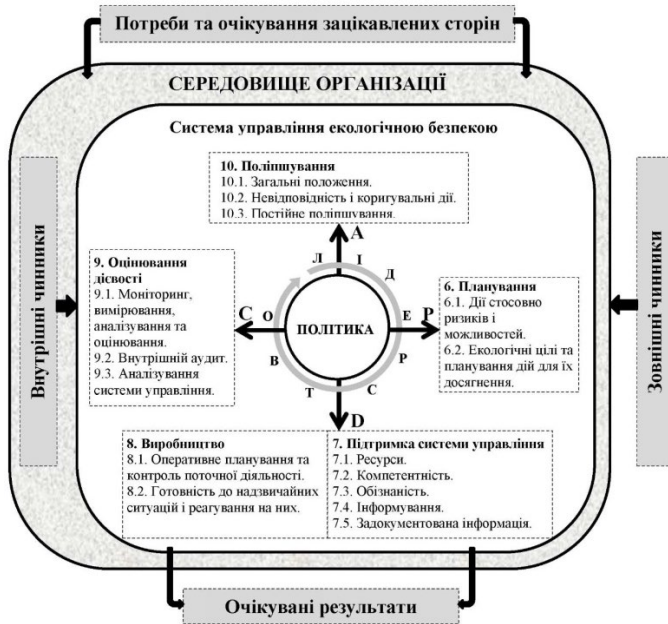 Потреби та очікування зацікавлених сторін
СЕРЕДОВИЩЕ ОРГАНІЗАЦІЇ
Система управління екологічною безпекою
10. Поліпшування
10.1. Загальні положення.
10.2. Невідповідність і коригувальні дії.
10.3. Постійне поліпшування.
Внутрішні чинники
9. Оцінювання
дієвості
9.1. Моніторинг,
вимірювання,
аналізування та
оцінювання.
9.2. Внутрішній аудит.
9.3. Аналізування
системи управління.
A
P
D
C
Л І Д Е Р С Т В О
ПОЛІТИКА
6. Планування
6.1. Дії стосовно
ризиків і
можливостей.
6.2. Екологічні цілі та
планування дій для їх
досягнення.
Зовнішні чинники
8. Виробництво
8.1. Оперативне планування та
контроль поточної діяльності.
8.2. Готовність до надзвичайних
ситуацій і реагування на них.
7. Підтримка системи управління
7.1. Ресурси.
7.2. Компетентність.
7.3. Обізнаність.
7.4. Інформування.
7.5. Задокументована інформація.
Очікувані результати